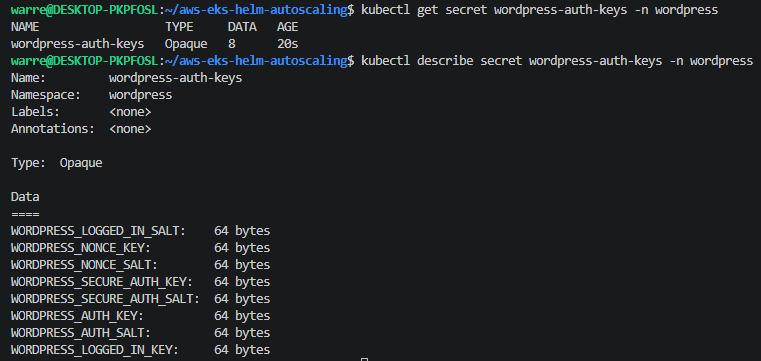 warre@DESKTOP-PKPFOSL:~/aws-eks-helm-autoscaling$ kubectl get secret wordpress-auth-keys -n wordpress
NAME                  TYPE     DATA   AGE
wordpress-auth-keys   Opaque   8      20s
warre@DESKTOP-PKPFOSL:~/aws-eks-helm-autoscaling$ kubectl describe secret wordpress-auth-keys -n wordpress
Name:         wordpress-auth-keys
Namespace:    wordpress
Labels:       <none>
Annotations:  <none>

Type:  Opaque

Data
====
WORDPRESS_LOGGED_IN_SALT:    64 bytes
WORDPRESS_NONCE_KEY:         64 bytes
WORDPRESS_NONCE_SALT:        64 bytes
WORDPRESS_SECURE_AUTH_KEY:   64 bytes
WORDPRESS_SECURE_AUTH_SALT:  64 bytes
WORDPRESS_AUTH_KEY:          64 bytes
WORDPRESS_AUTH_SALT:         64 bytes
WORDPRESS_LOGGED_IN_KEY:     64 bytes